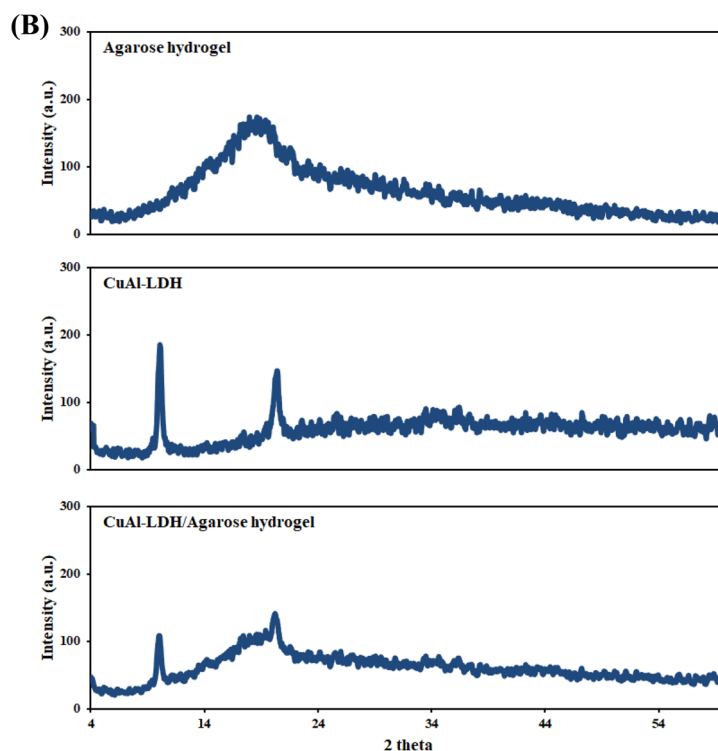 (B)
300
200
100
0
Intensity (a.u.)
Agarose hydrogel
300
200
100
0
Intensity (a.u.)
CuAl-LDH
300
200
100
0
Intensity (a.u.)
CuAl-LDH/Agarose hydrogel
4 14 24 34 44 54
2 theta